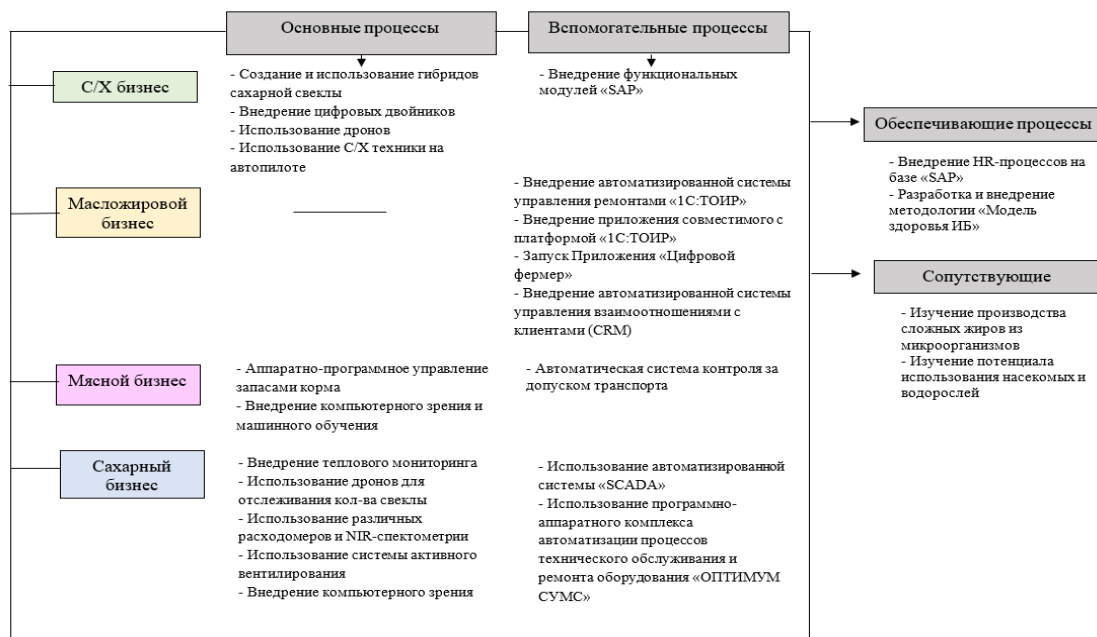 Основные процессы
Вспомогательные процессы
С/Х бизнес
- Создание и использование гибридов
сахарной свеклы
- Внедрение цифровых двойников
- Использование дронов
- Использование С/Х техники на
автопилоте
- Внедрение функциональных
модулей «SAP»
Масложировой
бизнес
- Внедрение автоматизированной системы
управления ремонтами «1С:ТОИР»
- Внедрение приложения совместимого с
платформой «1С:ТОИР»
- Запуск Приложения «Цифровой
фермер»
- Внедрение автоматизированной системы
управления взаимоотношениями с
клиентами (CRM)
Мясной бизнес
- Аппаратно-программное управление
запасами корма
- Внедрение компьютерного зрения и
машинного обучения
- Автоматическая система контроля за
допуском транспорта
Сахарный
бизнес
- Внедрение теплового мониторинга
- Использование дронов для
отслеживания кол-ва свеклы
- Использование различных
расходомеров и NIR-спектометрии
- Использование системы активного
вентилирования
- Внедрение компьютерного зрения
- Использование автоматизированной
системы «SCADA»
- Использование программно-
аппаратного комплекса
автоматизации процессов
технического обслуживания и
ремонта оборудования «ОПТИМУМ
СУМС»
Обеспечивающие процессы
- Внедрение HR-процессов на
базе «SAP»
- Разработка и внедрение
методологии «Модель
здоровья ИБ»
Сопутствующие
- Изучение производства
сложных жиров из
микроорганизмов
- Изучение потенциала
использования насекомых и
водорослей